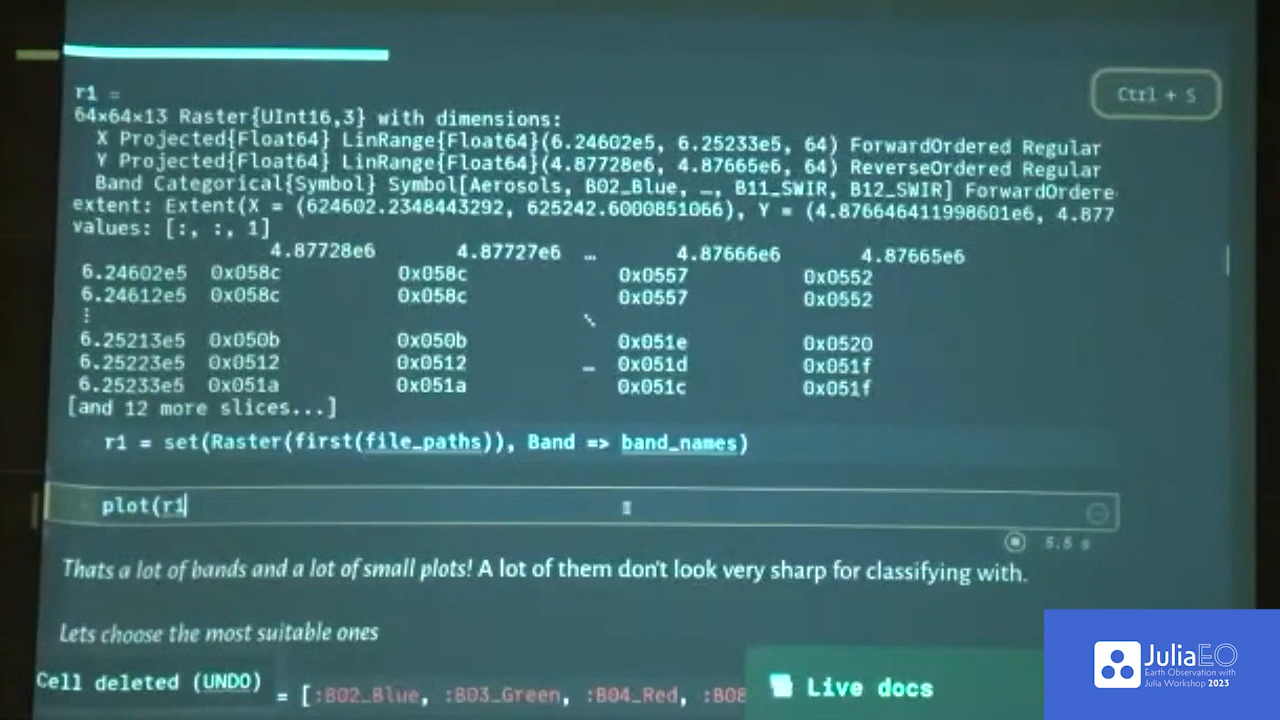 r1 =
Ctrl + S
64×64×13 Raster{UInt16,3} with dimensions:
X Projected{Float64} LinRange{Float64}(6.24602e5, 6.25233e5, 64) ForwardOrdered Regular
Y Projected{Float64} LinRange{Float64}(4.87728e6, 4.87665e6, 64) ReverseOrdered Regular
Band Categorical{Symbol} Symbol[Aerosols, B02_Blue, …, B11_SWIR, B12_SWIR] ForwardOrdere
extent: Extent(X = (624602.2348443292, 625242.6000851066), Y = (4.876646411998601e6, 4.877
values: [:, :, 1]
4.87728e6 4.87727e6 … 4.87666e6 4.87665e6
6.24602e5 0x058c 0x058c 0x0557 0x0552
6.24612e5 0x058c 0x058c 0x0557 0x0552
⋮ ⋱
6.25213e5 0x050b 0x050b 0x051e 0x0520
6.25223e5 0x0512 0x0512 … 0x051d 0x051f
6.25233e5 0x051a 0x051a 0x051c 0x051f
[and 12 more slices...]
r1 = set(Raster(first(file_paths)), Band => band_names)
plot(r1
5.5 s
Thats a lot of bands and a lot of small plots! A lot of them don't look very sharp for classifying with.
Lets choose the most suitable ones
Cell deleted (UNDO)
= [:B02_Blue, :B03_Green, :B04_Red, :B08
Live docs
JuliaEO
Earth Observation with
Julia Workshop 2023